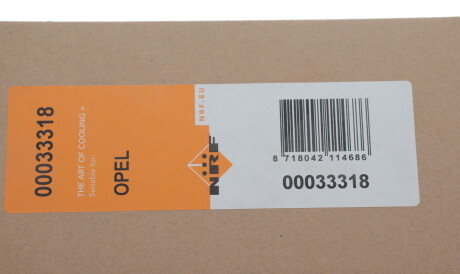 00033318
THE ART OF COOLING »
Suitable for:
OPEL
NRF.EU
NRF
8 718042 114686
00033318